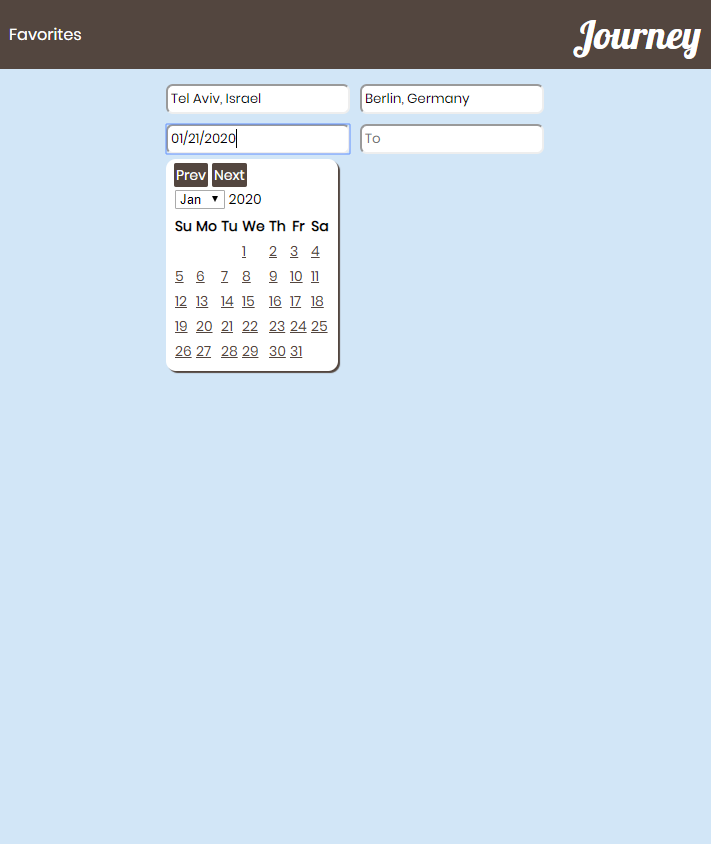 Favorites
Journey
Tel Aviv, Israel
Berlin, Germany
01/21/2020
To
Prev Next
Jan 2020
Su Mo Tu We Th Fr Sa
1 2 3 4
5 6 7 8 9 10 11
12 13 14 15 16 17 18
19 20 21 22 23 24 25
26 27 28 29 30 31